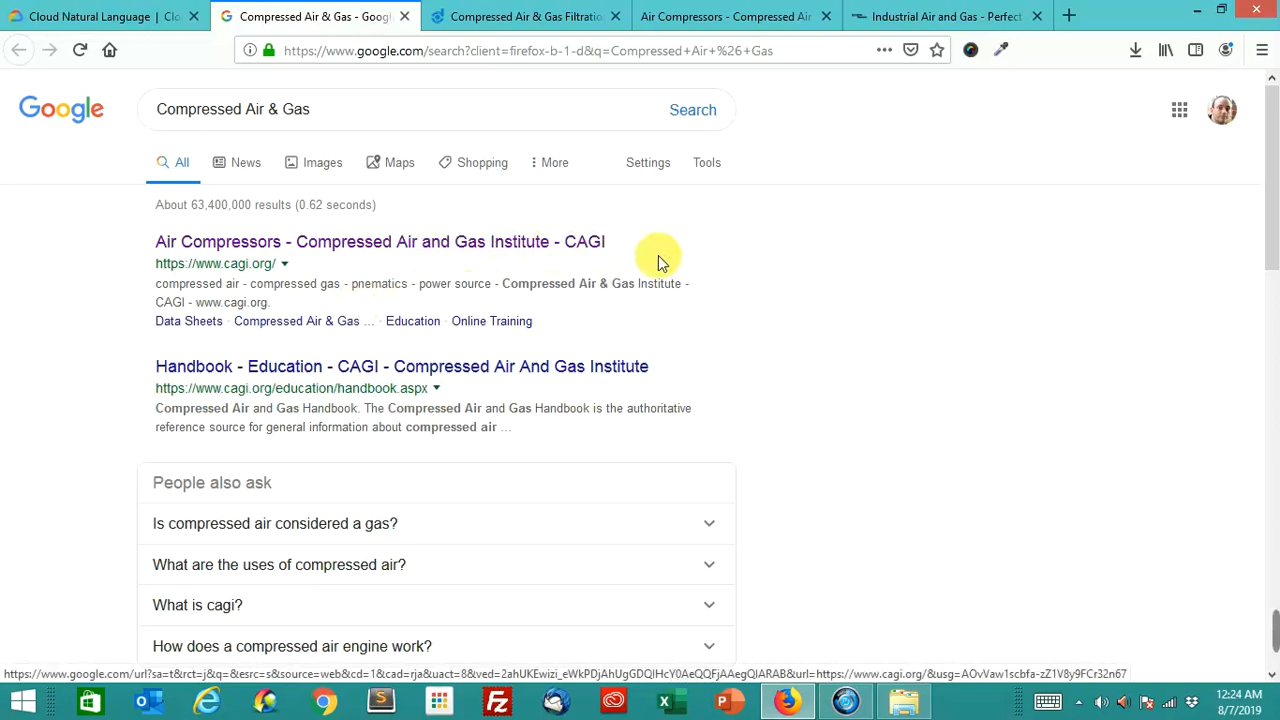 Cloud Natural Language | Clo
Compressed Air & Gas - Googl
Compressed Air & Gas Filtration
Air Compressors - Compressed Air
Industrial Air and Gas - Perfect
https://www.google.com/search?client=firefox-b-1-d&q=Compressed+Air+%26+Gas
Google
Compressed Air & Gas
Search
All
News
Images
Maps
Shopping
More
Settings
Tools
About 63,400,000 results (0.62 seconds)
Air Compressors - Compressed Air and Gas Institute - CAGI
https://www.cagi.org/
compressed air - compressed gas - pnematics - power source - Compressed Air & Gas Institute -
CAGI - www.cagi.org.
Data Sheets · Compressed Air & Gas ... · Education · Online Training
Handbook - Education - CAGI - Compressed Air And Gas Institute
https://www.cagi.org/education/handbook.aspx
Compressed Air and Gas Handbook. The Compressed Air and Gas Handbook is the authoritative
reference source for general information about compressed air ...
People also ask
Is compressed air considered a gas?
What are the uses of compressed air?
What is cagi?
How does a compressed air engine work?
12:24 AM
8/7/2019